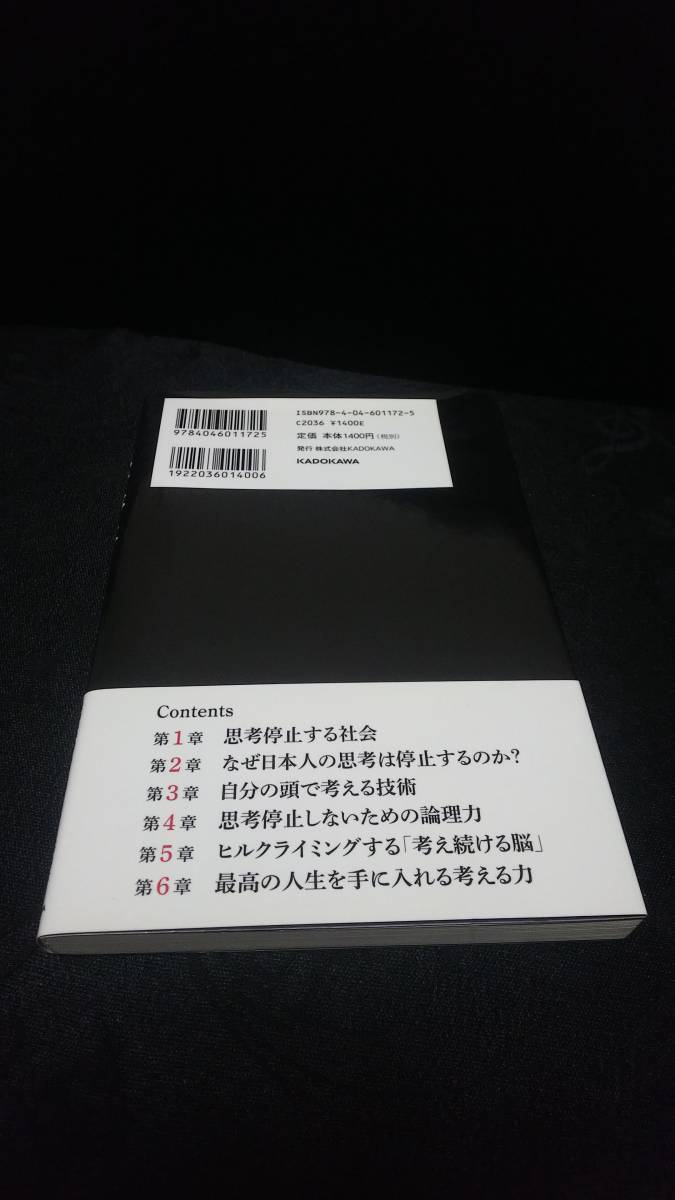 9784046011725
1922036014006
ISBN978-4-04-601172-5
C2036 ¥1400E
定価 本体1400円(税別)
発行 株式会社KADOKAWA
KADOKAWA
Contents
第1章 思考停止する社会
第2章 なぜ日本人の思考は停止するのか?
第3章 自分の頭で考える技術
第4章 思考停止しないための論理力
第5章 ヒルクライミングする「考え続ける脳」
第6章 最高の人生を手に入れる考える力